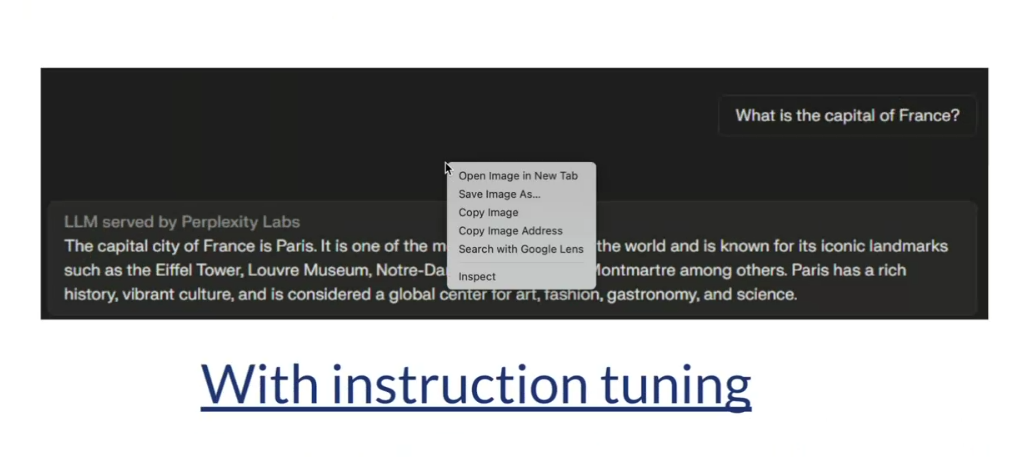 What is the capital of France?
Open Image in New Tab
Save Image As...
Copy Image
Copy Image Address
Search with Google Lens
Inspect
LLM served by Perplexity Labs
The capital city of France is Paris. It is one of the the world and is known for its iconic landmarks
such as the Eiffel Tower, Louvre Museum, Montmartre among others. Paris has a rich
history, vibrant culture, and is considered a global center for art, fashion, gastronomy, and science.
With instruction tuning